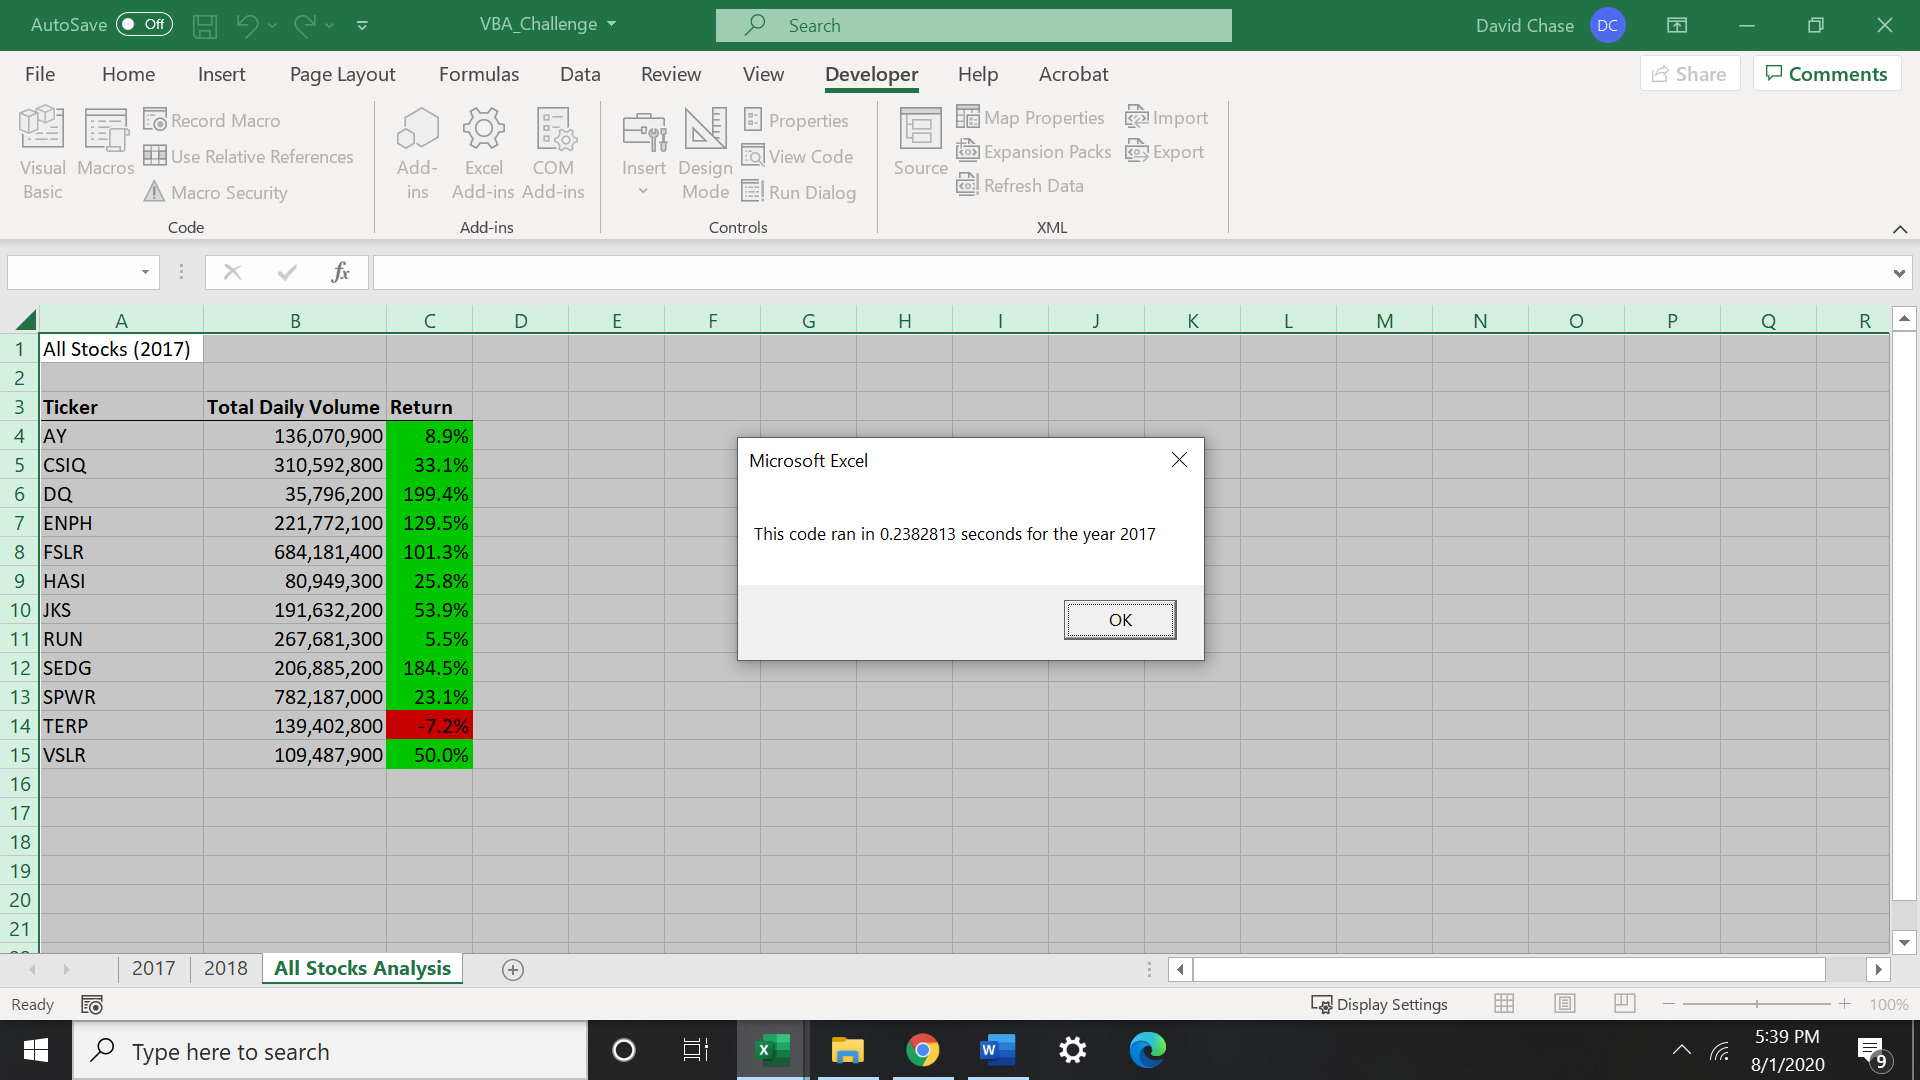 AutoSave Off VBA_Challenge Search David Chase DC
File Home Insert Page Layout Formulas Data Review View Developer Help Acrobat Share Comments
Visual Basic
Macros
Record Macro
Use Relative References
Macro Security
Code
Add-ins
Excel Add-ins
COM Add-ins
Add-ins
Insert
Design Mode
Properties
View Code
Run Dialog
Controls
Source
Map Properties
Expansion Packs
Refresh Data
Import
Export
XML
fx
A B C D E F G H I J K L M N O P Q R
1 All Stocks (2017)
2
3 Ticker Total Daily Volume Return
4 AY 136,070,900 8.9%
5 CSIQ 310,592,800 33.1%
6 DQ 35,796,200 199.4%
7 ENPH 221,772,100 129.5%
8 FSLR 684,181,400 101.3%
9 HASI 80,949,300 25.8%
10 JKS 191,632,200 53.9%
11 RUN 267,681,300 5.5%
12 SEDG 206,885,200 184.5%
13 SPWR 782,187,000 23.1%
14 TERP 139,402,800 -7.2%
15 VSLR 109,487,900 50.0%
16
17
18
19
20
21
Microsoft Excel
This code ran in 0.2382813 seconds for the year 2017
OK
2017 2018 All Stocks Analysis
Ready Display Settings 100%
Type here to search
5:39 PM
8/1/2020
9